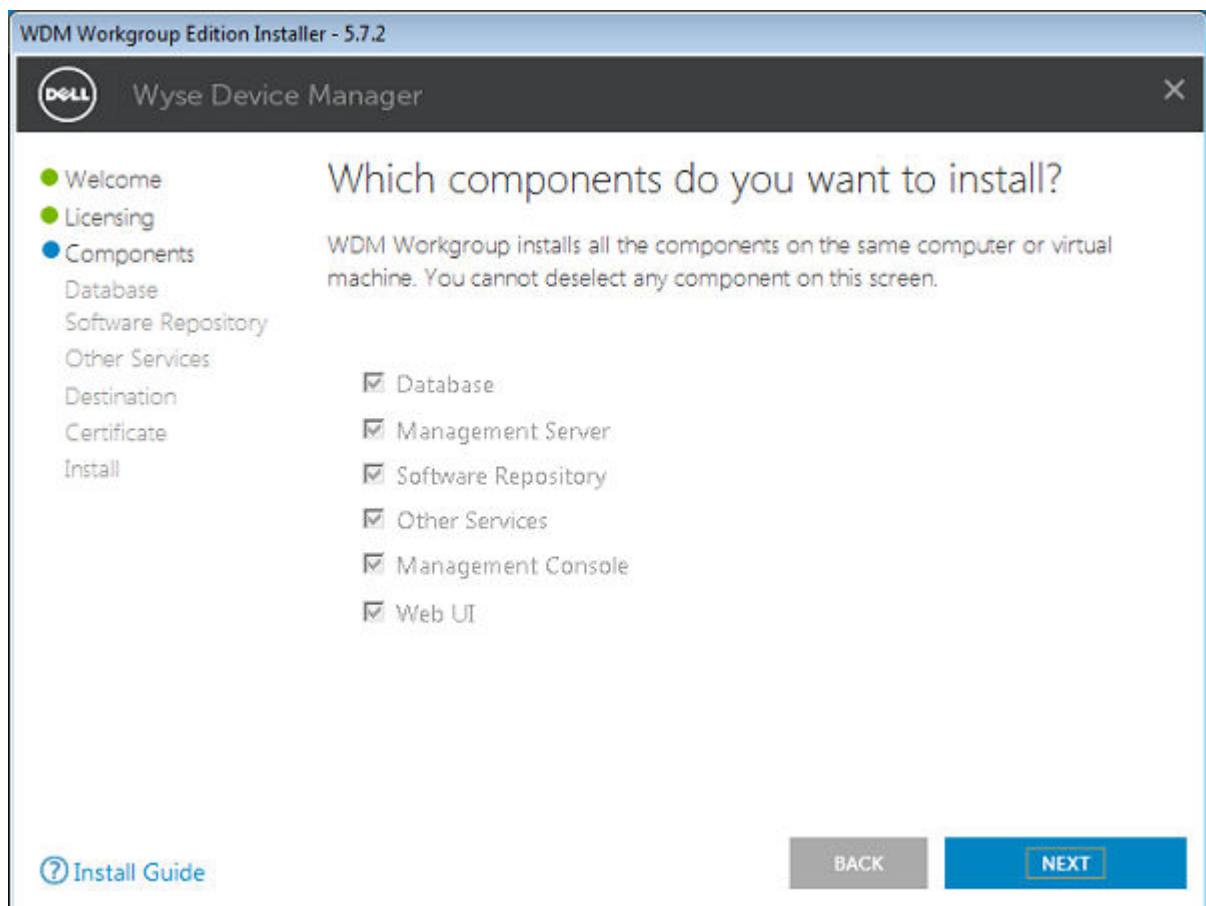 WDM Workgroup Edition Installer - 5.7.2
DELL
Wyse Device Manager
Welcome
Licensing
Components
Database
Software Repository
Other Services
Destination
Certificate
Install
Which components do you want to install?
WDM Workgroup installs all the components on the same computer or virtual
machine. You cannot deselect any component on this screen.
Database
Management Server
Software Repository
Other Services
Management Console
Web UI
? Install Guide
BACK
NEXT